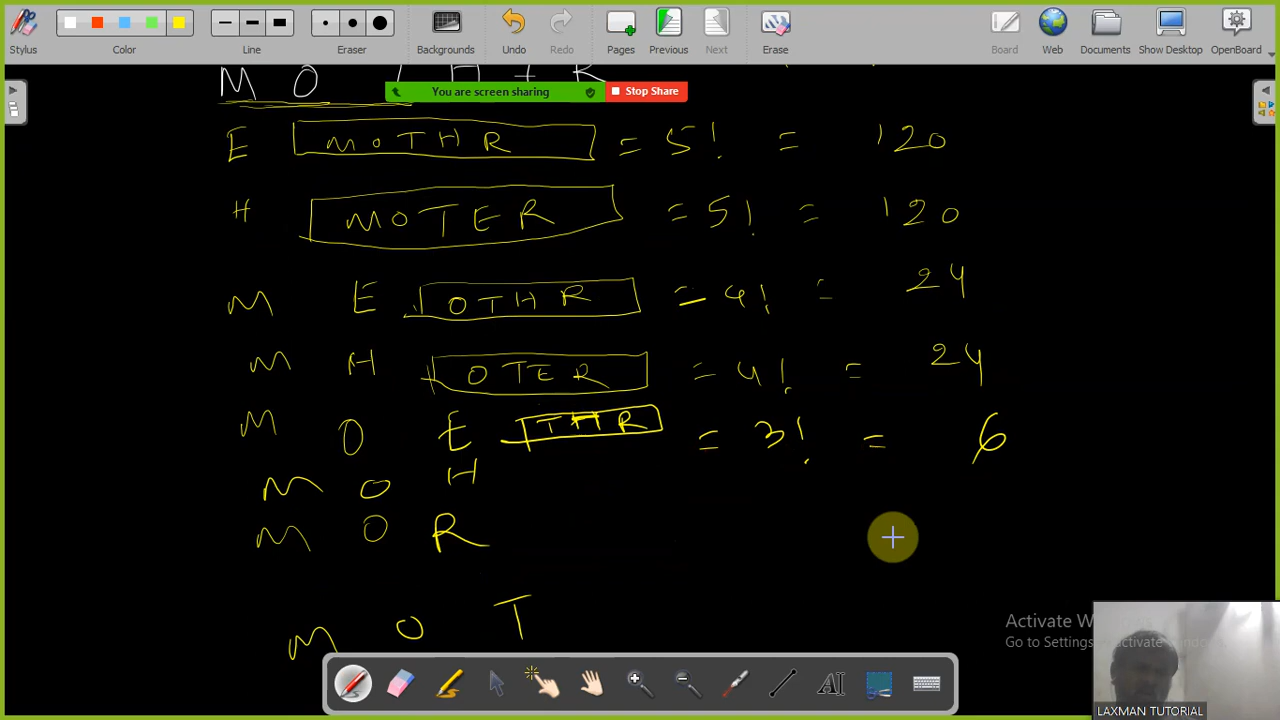 Stylus Color Line Eraser Backgrounds Undo Redo Pages Previous Next Erase Board Web Documents Show Desktop OpenBoard
M O T H E R
You are screen sharing Stop Share
E MOTHR = 5! = 120
H MOTER = 5! = 120
M E OTHR = 4! = 24
M H OTER = 4! = 24
M O E THR = 3! = 6
M O H
M O R
M O T
Go to Settings
LAXMAN TUTORIAL